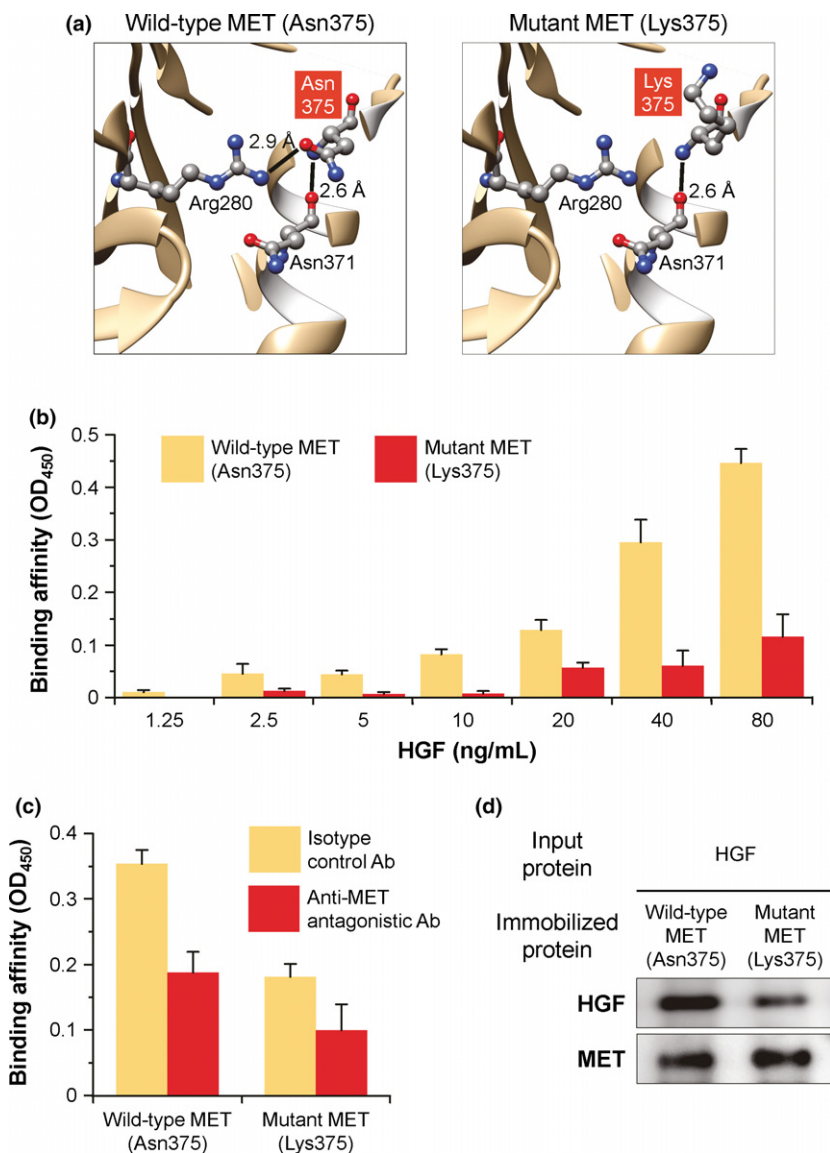 (a)
Wild-type MET (Asn375)
Mutant MET (Lys375)
Asn
375
2.9 Å
2.6 Å
Arg280
Asn371
Lys
375
2.6 Å
Arg280
Asn371
(b)
Binding affinity (OD450)
0.5
0.4
0.3
0.2
0.1
0
Wild-type MET
(Asn375)
Mutant MET
(Lys375)
1.25 2.5 5 10 20 40 80
HGF (ng/mL)
(c)
Binding affinity (OD450)
0.4
0.3
0.2
0.1
0
Isotype
control Ab
Anti-MET
antagonistic Ab
Wild-type MET
(Asn375)
Mutant MET
(Lys375)
(d)
Input
protein
HGF
Immobilized
protein
Wild-type
MET
(Asn375)
Mutant
MET
(Lys375)
HGF
MET